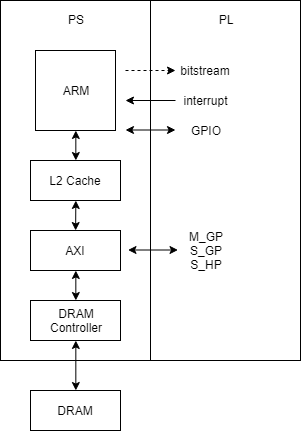 PS
PL
ARM
bitstream
interrupt
GPIO
L2 Cache
AXI
M_GP
S_GP
S_HP
DRAM
Controller
DRAM